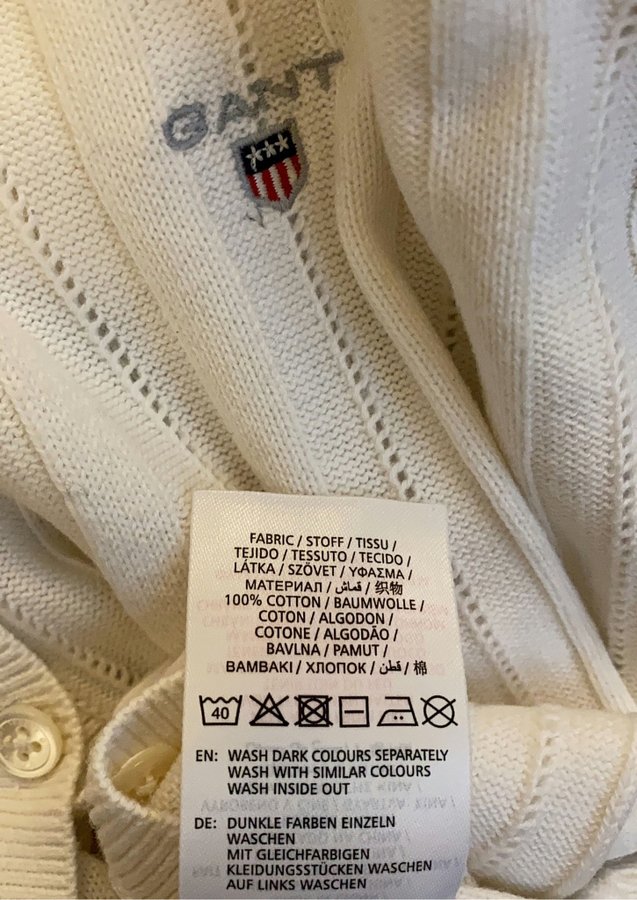 GANT
FABRIC / STOFF / TISSU /
TEJIDO / TESSUTO / TECIDO /
LÁTKA / SZÖVET / ΥΦΑΣΜΑ /
МАТЕРИАЛ / قماش / 织物
100% COTTON / BAUMWOLLE /
COTON / ALGODON /
COTONE / ALGODÃO /
BAVLNA / PAMUT /
ΒΑΜΒΑΚΙ / ХЛОПОК / قطن / 棉
40
EN: WASH DARK COLOURS SEPARATELY
WASH WITH SIMILAR COLOURS
WASH INSIDE OUT
DE: DUNKLE FARBEN EINZELN
WASCHEN
MIT GLEICHFARBIGEN
KLEIDUNGSSTÜCKEN WASCHEN
AUF LINKS WASCHEN